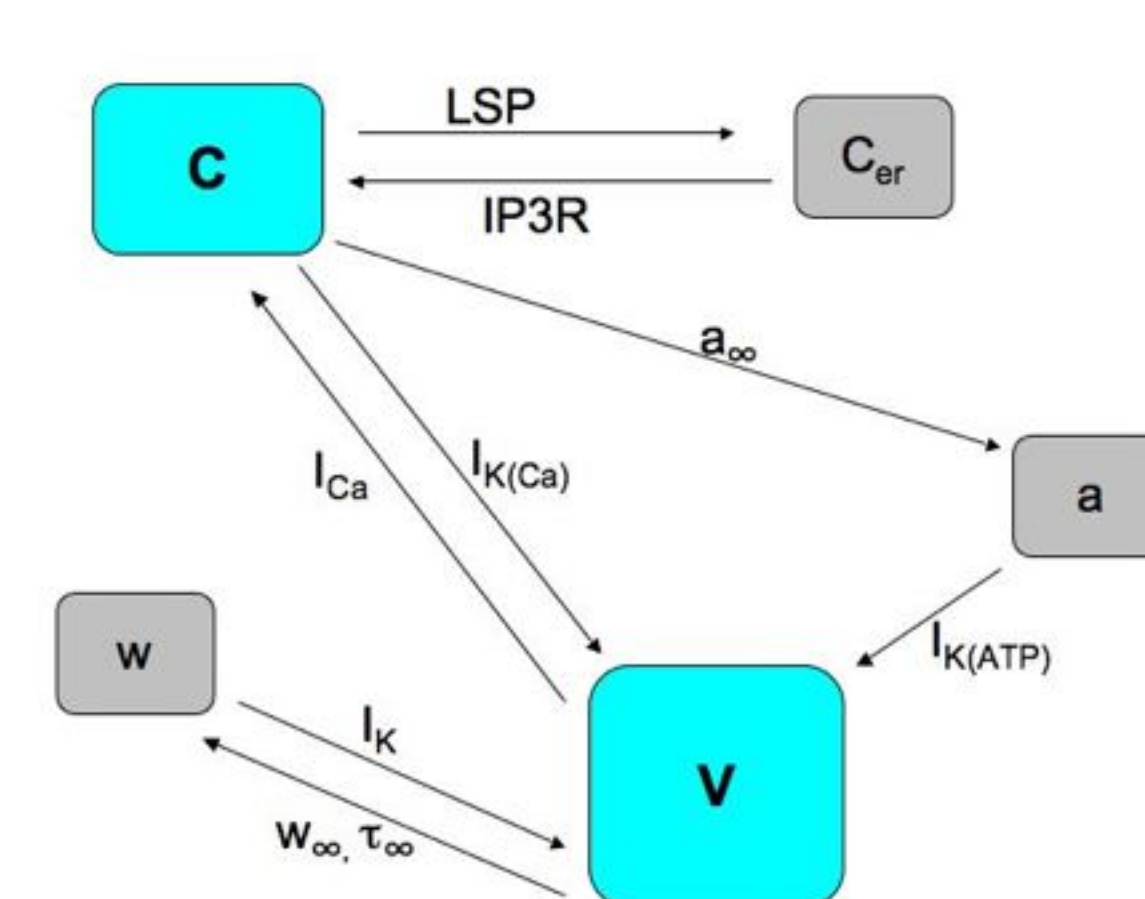 LSP
C
C_er
IP3R
a_∞
I_Ca
I_K(Ca)
a
w
I_K(ATP)
I_K
V
w_∞, τ_∞